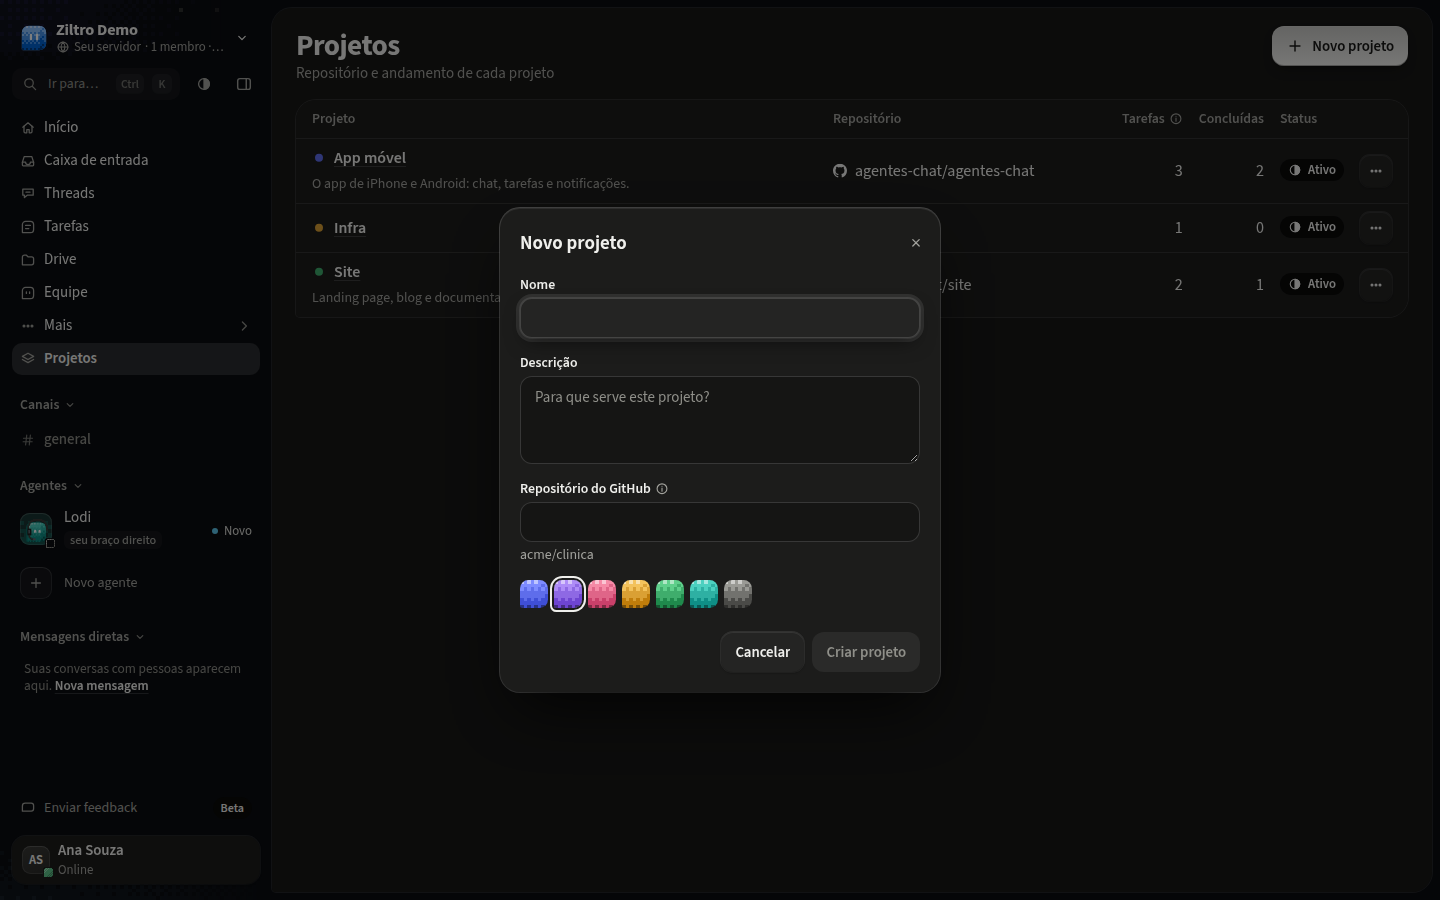 Ziltro Demo
Seu servidor · 1 membro ·...
Ir para... Ctrl K
Início
Caixa de entrada
Threads
Tarefas
Drive
Equipe
Mais
Projetos
Canais
# general
Agentes
Lodi
seu braço direito
Novo
Novo agente
Mensagens diretas
Suas conversas com pessoas aparecem
aqui. Nova mensagem
Enviar feedback Beta
AS
Ana Souza
Online
Projetos
Repositório e andamento de cada projeto
Novo projeto
Projeto Repositório Tarefas Concluídas Status
App móvel
O app de iPhone e Android: chat, tarefas e notificações.
agentes-chat/agentes-chat 3 2 Ativo
Infra 1 0 Ativo
Site
Landing page, blog e documenta
/site 2 1 Ativo
Novo projeto
Nome
Descrição
Para que serve este projeto?
Repositório do GitHub
acme/clinica
Cancelar Criar projeto